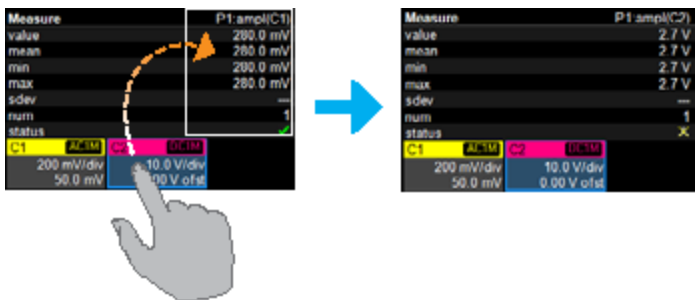 Measure P1:ampl(C1)
value 280.0 mV
mean 280.0 mV
min 280.0 mV
max 280.0 mV
sdev ---
num 1
status
C1 AC1M C2 DC1M
200 mV/div 10.0 V/div
50.0 mV 00 V ofst
Measure P1:ampl(C2)
value 2.7 V
mean 2.7 V
min 2.7 V
max 2.7 V
sdev ---
num 1
status
C1 AC1M C2 DC1M
200 mV/div 10.0 V/div
50.0 mV 0.00 V ofst